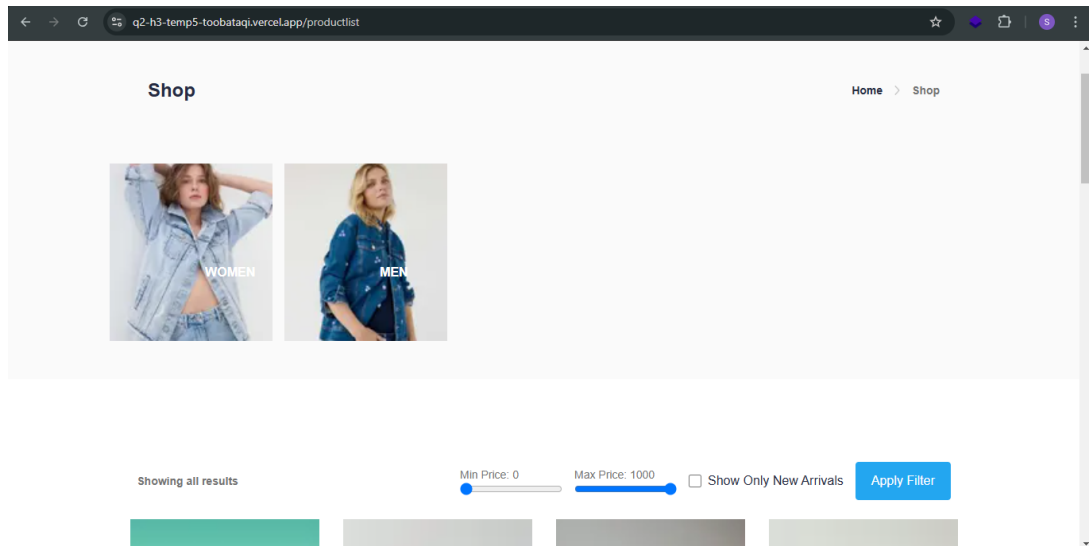 q2-h3-temp5-toobataqi.vercel.app/productlist
S
Shop
Home > Shop
WOMEN
MEN
Min Price: 0
Max Price: 1000
Showing all results
Show Only New Arrivals
Apply Filter